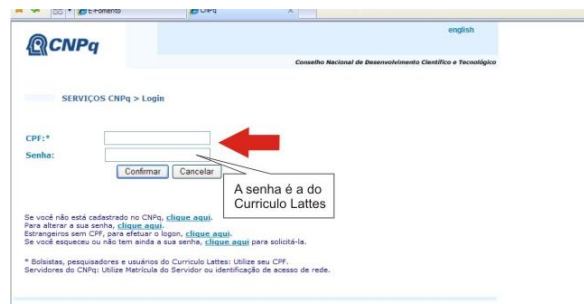 E-Fomento
CNPq
english
CNPq
Conselho Nacional de Desenvolvimento Científico e Tecnológico
SERVIÇOS CNPq > Login
CPF:*
Senha:
Confirmar Cancelar
A senha é a do
Curriculo Lattes
Se você não está cadastrado no CNPq, clique aqui.
Para alterar a sua senha, clique aqui.
Estrangeiros sem CPF, para efetuar o logon, clique aqui.
Se você esqueceu ou não tem ainda a sua senha, clique aqui para solicitá-la.
* Bolsistas, pesquisadores e usuários do Curriculo Lattes: Utilize seu CPF.
Servidores do CNPq: Utilize Matrícula do Servidor ou identificação de acesso de rede.